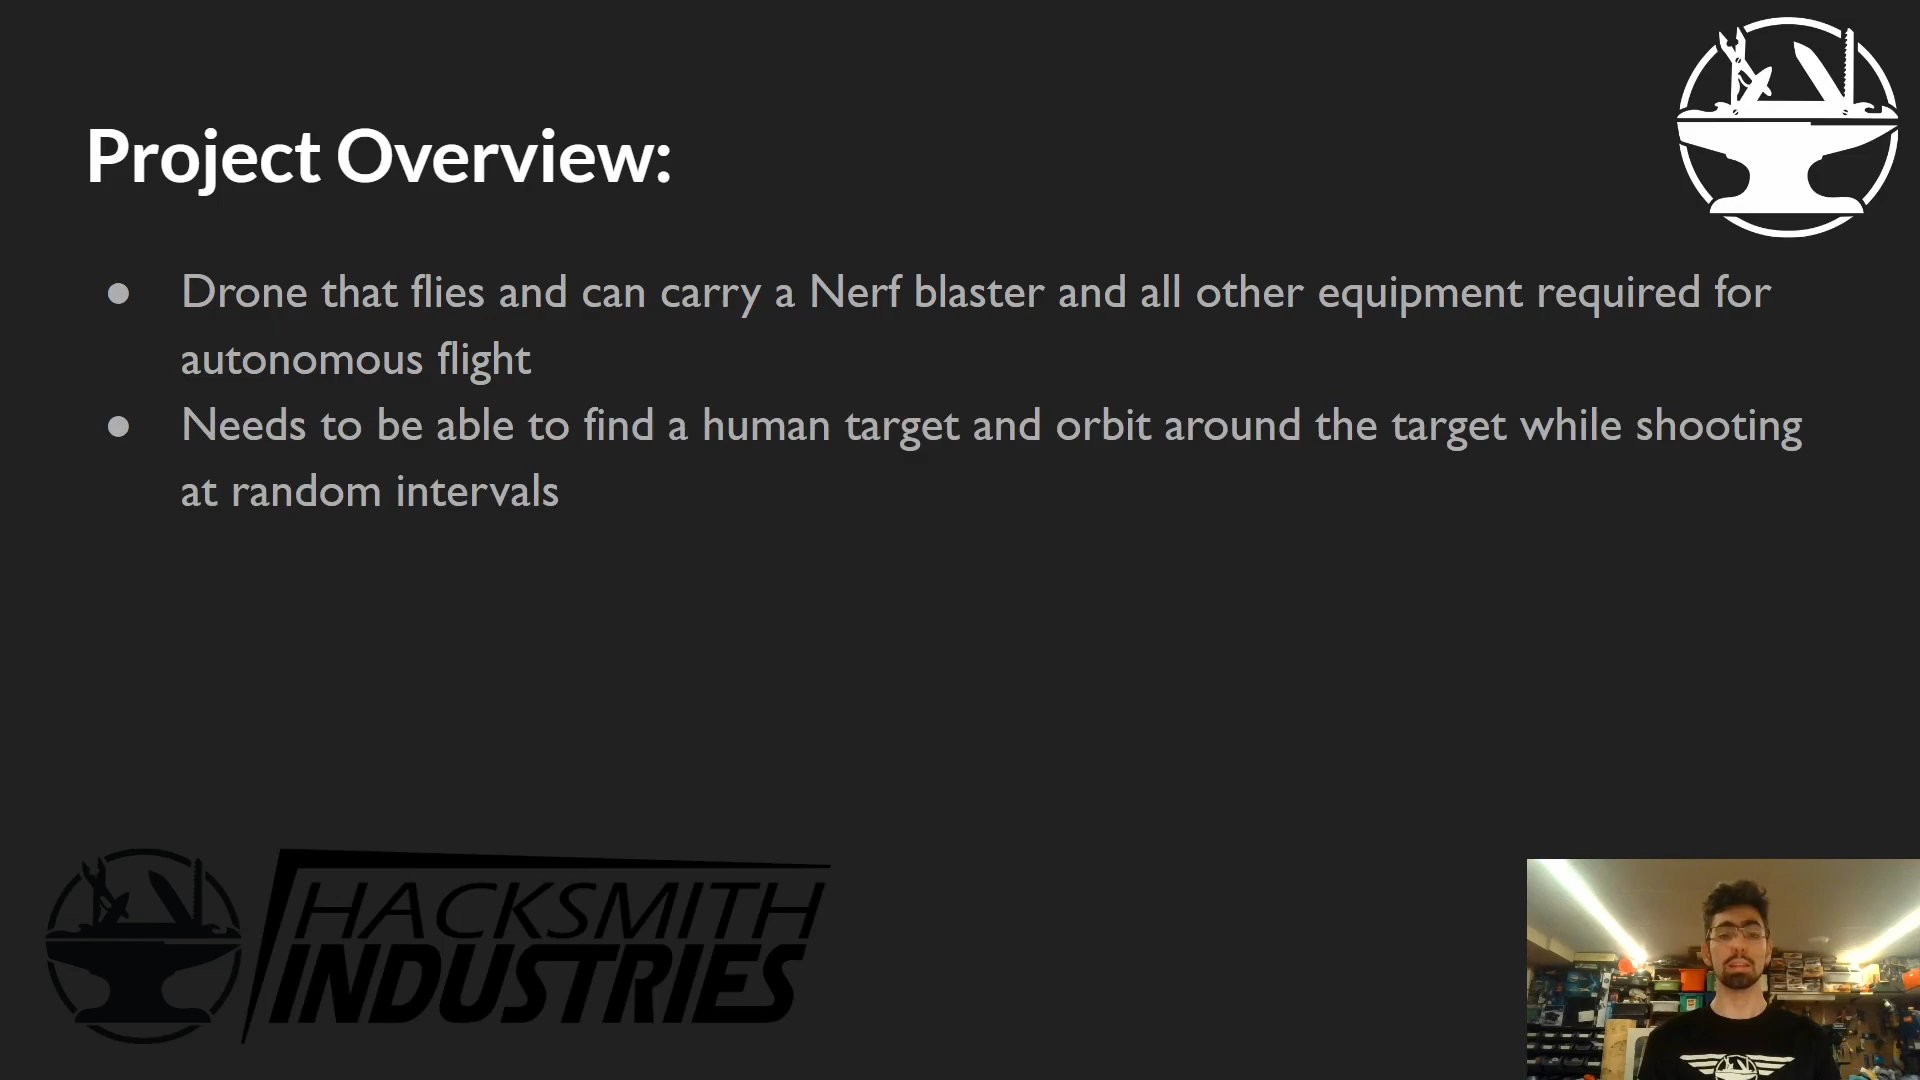 Project Overview:
● Drone that flies and can carry a Nerf blaster and all other equipment required for
autonomous flight
● Needs to be able to find a human target and orbit around the target while shooting
at random intervals
HACKSMITH
INDUSTRIES